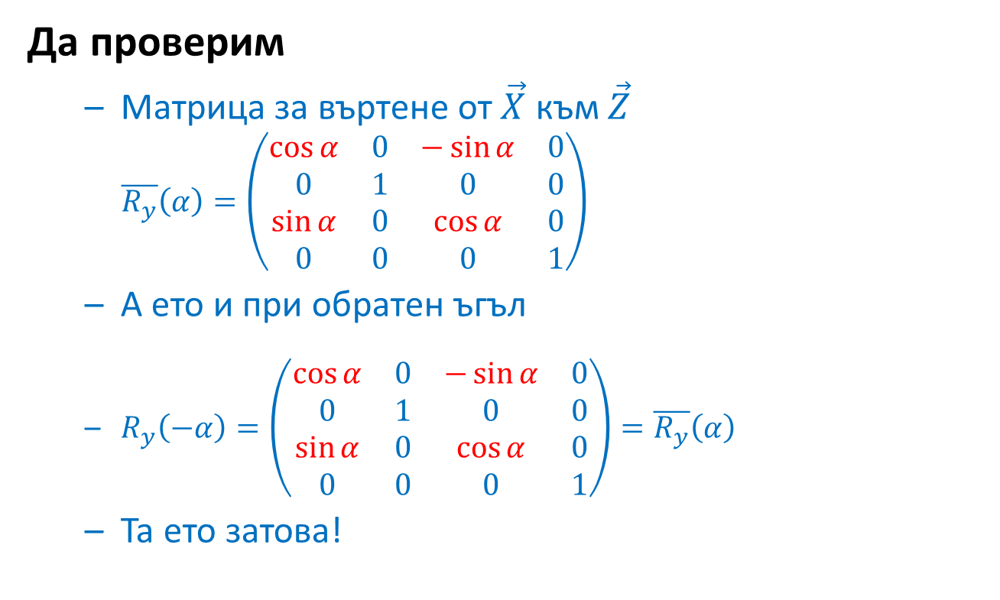 Да проверим
– Матрица за въртене от $\vec{X}$ към $\vec{Z}$
$\overline{R_y}(\alpha) = \begin{pmatrix} \cos\alpha & 0 & -\sin\alpha & 0 \\ 0 & 1 & 0 & 0 \\ \sin\alpha & 0 & \cos\alpha & 0 \\ 0 & 0 & 0 & 1 \end{pmatrix}$
– А ето и при обратен ъгъл
– $R_y(-\alpha) = \begin{pmatrix} \cos\alpha & 0 & -\sin\alpha & 0 \\ 0 & 1 & 0 & 0 \\ \sin\alpha & 0 & \cos\alpha & 0 \\ 0 & 0 & 0 & 1 \end{pmatrix} = \overline{R_y}(\alpha)$
– Та ето затова!